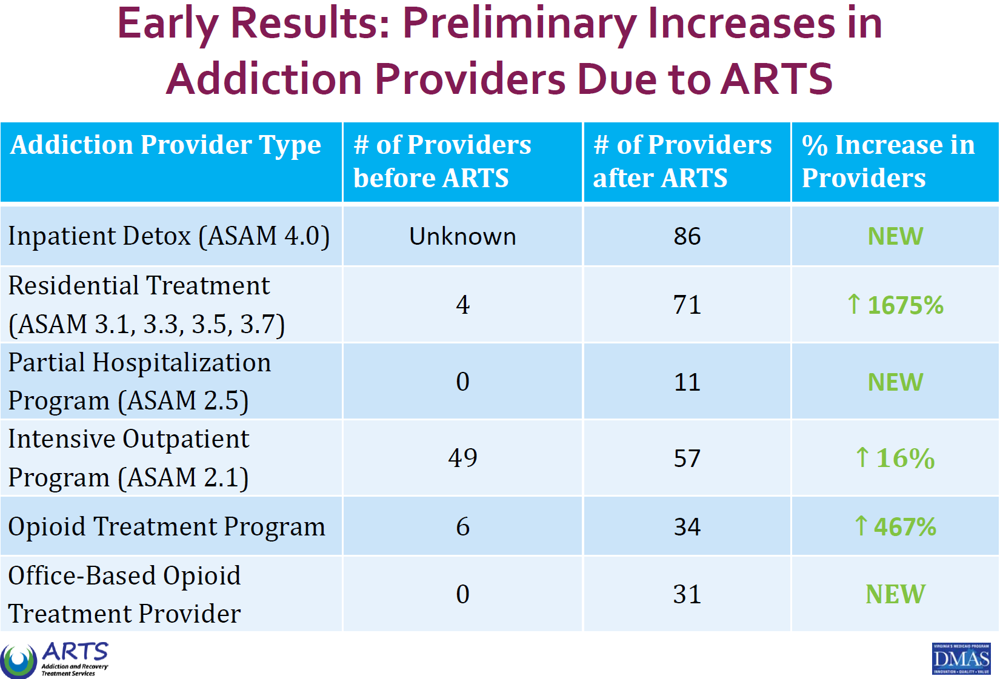 Early Results: Preliminary Increases in
Addiction Providers Due to ARTS
Addiction Provider Type
# of Providers
before ARTS
# of Providers
after ARTS
% Increase in
Providers
Inpatient Detox (ASAM 4.0)
Unknown
86
NEW
Residential Treatment
(ASAM 3.1, 3.3, 3.5, 3.7)
4
71
↑ 1675%
Partial Hospitalization
Program (ASAM 2.5)
0
11
NEW
Intensive Outpatient
Program (ASAM 2.1)
49
57
↑ 16%
Opioid Treatment Program
6
34
↑ 467%
Office-Based Opioid
Treatment Provider
0
31
NEW
ARTS
Addiction and Recovery
Treatment Services
VIRGINIA'S MEDICAID PROGRAM
DMAS
INNOVATION • QUALITY • VALUE